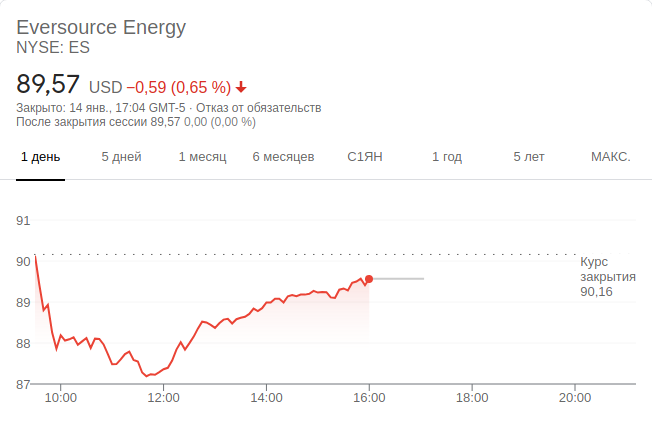 Eversource Energy
NYSE: ES
89,57 USD −0,59 (0,65 %)
Закрыто: 14 янв., 17:04 GMT-5 · Отказ от обязательств
После закрытия сессии 89,57 0,00 (0,00 %)
1 день 5 дней 1 месяц 6 месяцев С1ЯН 1 год 5 лет МАКС.
91
90
89
88
87
Курс
закрытия
90,16
10:00 12:00 14:00 16:00 18:00 20:00